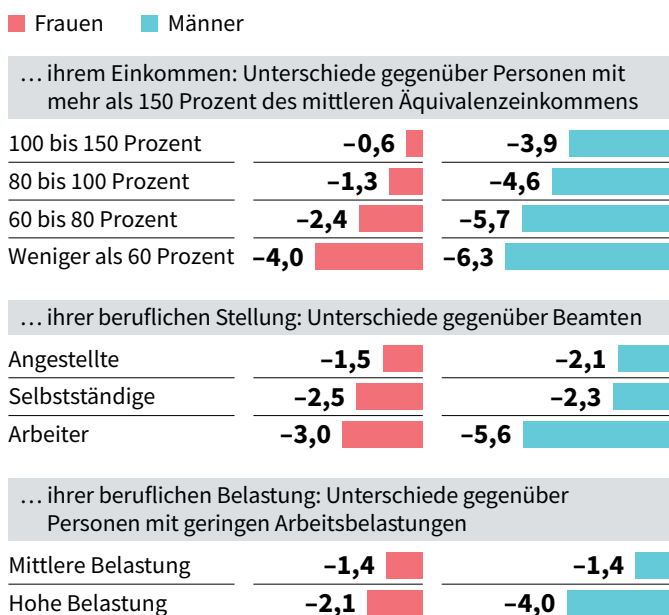 Frauen Männer
… ihrem Einkommen: Unterschiede gegenüber Personen mit
mehr als 150 Prozent des mittleren Äquivalenzeinkommens
100 bis 150 Prozent –0,6 –3,9
80 bis 100 Prozent –1,3 –4,6
60 bis 80 Prozent –2,4 –5,7
Weniger als 60 Prozent –4,0 –6,3
… ihrer beruflichen Stellung: Unterschiede gegenüber Beamten
Angestellte –1,5 –2,1
Selbstständige –2,5 –2,3
Arbeiter –3,0 –5,6
… ihrer beruflichen Belastung: Unterschiede gegenüber
Personen mit geringen Arbeitsbelastungen
Mittlere Belastung –1,4 –1,4
Hohe Belastung –2,1 –4,0